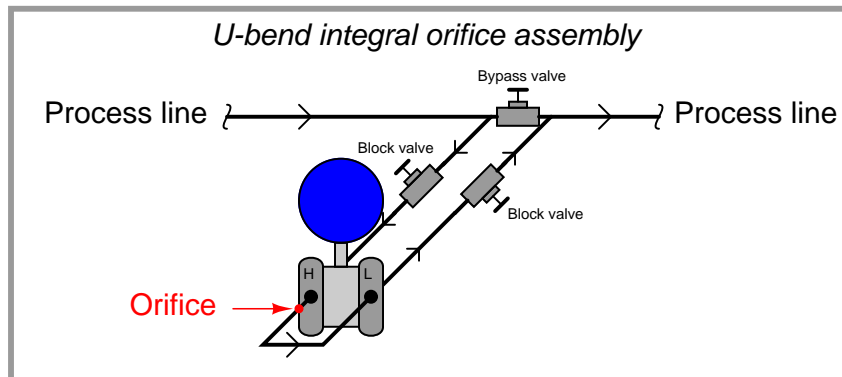 U-bend integral orifice assembly
Bypass valve
Process line
Process line
Block valve
Block valve
H
L
Orifice